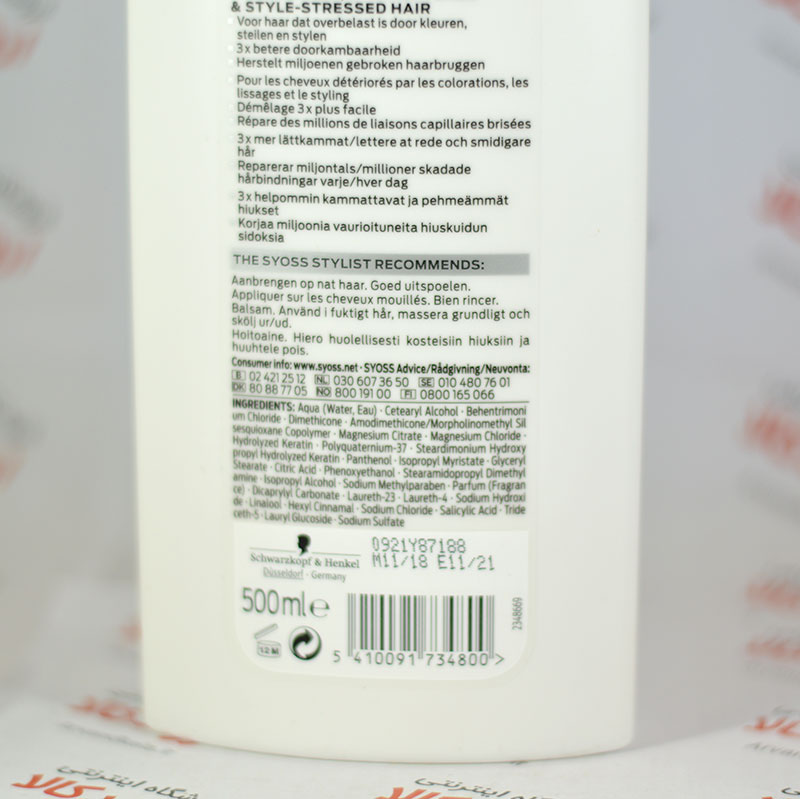 & STYLE-STRESSED HAIR
Voor haar dat overbelast is door kleuren,
steilen en stylen
3x betere doorkambaarheid
Herstelt miljoenen gebroken haarbruggen
Pour les cheveux détériorés par les colorations, les
lissages et le styling
Démêlage 3x plus facile
Répare des millions de liaisons capillaires brisées
3x mer lättkammat/lettere at rede och smidigare
hår
Reparerar miljontals/millioner skadade
hårbindningar varje/hver dag
3x helpommin kammattavat ja pehmeämmät
hiukset
Korjaa miljoonia vaurioituneita hiuskuidun
sidoksia
THE SYOSS STYLIST RECOMMENDS:
Aanbrengen op nat haar. Goed uitspoelen.
Appliquer sur les cheveux mouillés. Bien rincer.
Balsam. Använd i fuktigt hår, massera grundligt och
skölj ur/ud.
Hoitoaine. Hiero huolellisesti kosteisiin hiuksiin ja
huuhtele pois.
Consumer info: www.syoss.net · SYOSS Advice/Rådgivning/Neuvonta:
B 02 421 25 12 NL 030 607 36 50 SE 010 480 76 01
DK 80 88 77 05 NO 800 191 00 FI 0800 165 066
INGREDIENTS: Aqua (Water, Eau) · Cetearyl Alcohol · Behentrimoni
um Chloride · Dimethicone · Amodimethicone/Morpholinomethyl Sil
sesquioxane Copolymer · Magnesium Citrate · Magnesium Chloride ·
Hydrolyzed Keratin · Polyquaternium-37 · Steardimonium Hydroxy
propyl Hydrolyzed Keratin · Panthenol · Isopropyl Myristate · Glyceryl
Stearate · Citric Acid · Phenoxyethanol · Stearamidopropyl Dimethyl
amine · Isopropyl Alcohol · Sodium Methylparaben · Parfum (Fragran
ce) · Dicaprylyl Carbonate · Laureth-23 · Laureth-4 · Sodium Hydroxi
de · Linalool · Hexyl Cinnamal · Sodium Chloride · Salicylic Acid · Tride
ceth-5 · Lauryl Glucoside · Sodium Sulfate
Schwarzkopf & Henkel
Düsseldorf · Germany
0921Y87188
M11/18 E11/21
500 ml e
12 M
2348669
5 410091 734800 >
فروشگاه اینترنتی